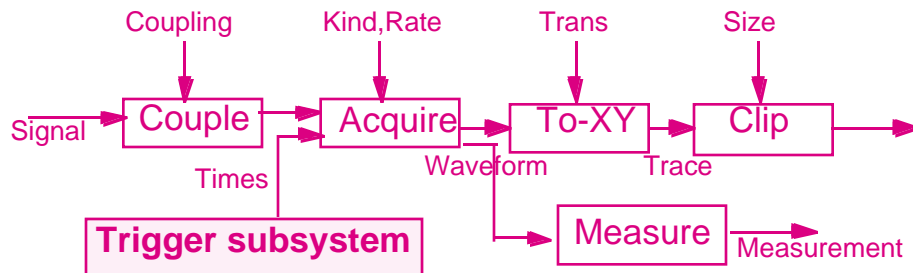 Coupling
Kind,Rate
Trans
Size
Signal
Couple
Acquire
To-XY
Clip
Times
Waveform
Trace
Trigger subsystem
Measure
Measurement